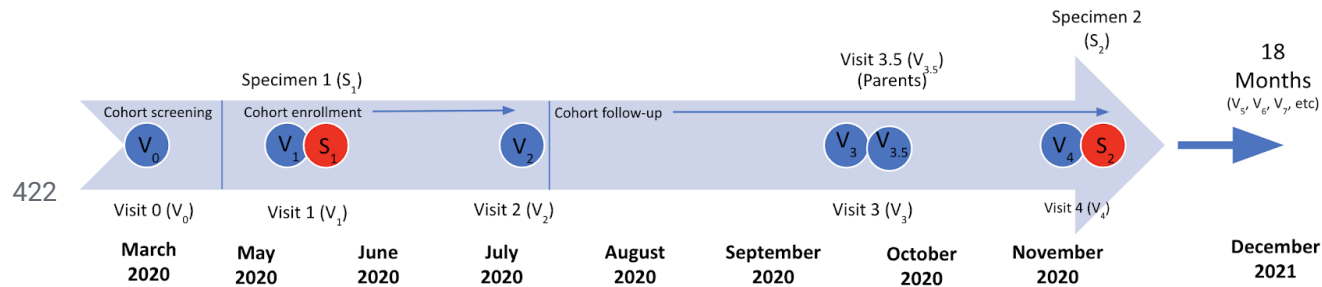 Specimen 2
(S2)
Specimen 1 (S1)
Visit 3.5 (V3.5)
(Parents)
18
Months
(V5, V6, V7, etc)
Cohort screening
Cohort enrollment
Cohort follow-up
V0
V1
S1
V2
V3
V3.5
V4
S2
422
Visit 0 (V0)
Visit 1 (V1)
Visit 2 (V2)
Visit 3 (V3)
Visit 4 (V4)
March
2020
May
2020
June
2020
July
2020
August
2020
September
2020
October
2020
November
2020
December
2021